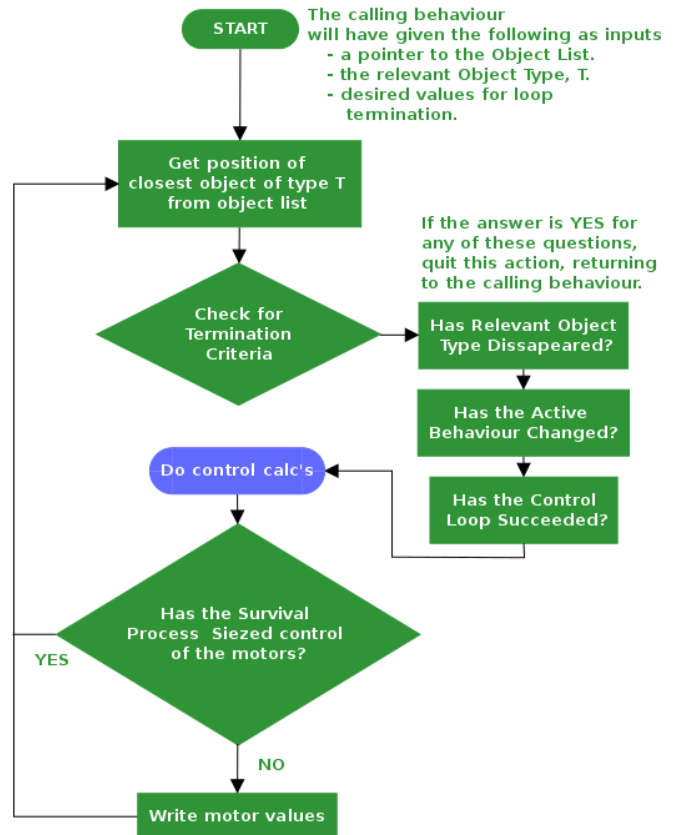 START
The calling behaviour
will have given the following as inputs
- a pointer to the Object List.
- the relevant Object Type, T.
- desired values for loop
termination.
Get position of
closest object of type T
from object list
If the answer is YES for
any of these questions,
quit this action, returning
to the calling behaviour.
Check for
Termination
Criteria
Has Relevant Object
Type Dissapeared?
Has the Active
Behaviour Changed?
Do control calc's
Has the Control
Loop Succeeded?
Has the Survival
Process Siezed control
of the motors?
YES
NO
Write motor values